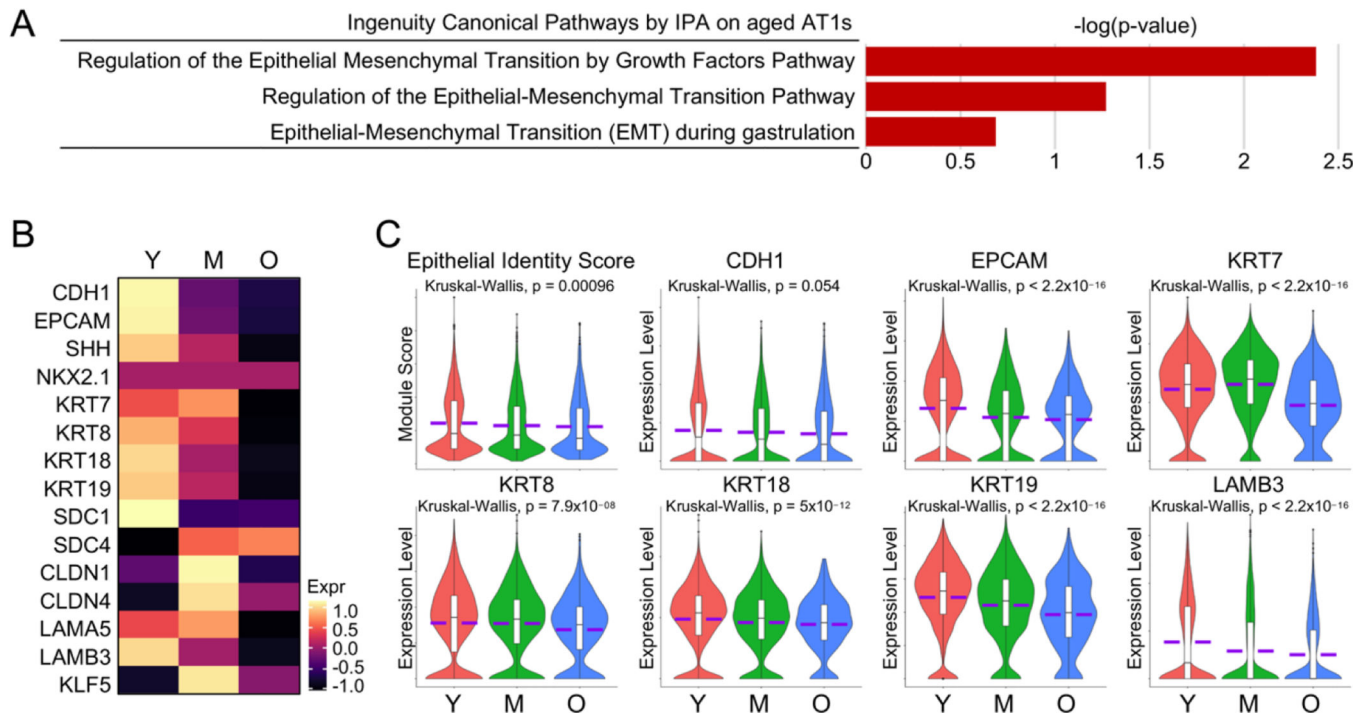 A
Ingenuity Canonical Pathways by IPA on aged AT1s
-log(p-value)
Regulation of the Epithelial Mesenchymal Transition by Growth Factors Pathway
Regulation of the Epithelial-Mesenchymal Transition Pathway
Epithelial-Mesenchymal Transition (EMT) during gastrulation
0 0.5 1 1.5 2 2.5
B
Y M O
CDH1
EPCAM
SHH
NKX2.1
KRT7
KRT8
KRT18
KRT19
SDC1
SDC4
CLDN1
CLDN4
LAMA5
LAMB3
KLF5
Expr
1.0
0.5
0.0
-0.5
-1.0
C
Epithelial Identity Score
Kruskal-Wallis, p = 0.00096
Module Score
CDH1
Kruskal-Wallis, p = 0.054
Expression Level
EPCAM
Kruskal-Wallis, p < 2.2x10⁻¹⁶
Expression Level
KRT7
Kruskal-Wallis, p < 2.2x10⁻¹⁶
Expression Level
KRT8
Kruskal-Wallis, p = 7.9x10⁻⁰⁸
Expression Level
Y M O
KRT18
Kruskal-Wallis, p = 5x10⁻¹²
Expression Level
Y M O
KRT19
Kruskal-Wallis, p < 2.2x10⁻¹⁶
Expression Level
Y M O
LAMB3
Kruskal-Wallis, p < 2.2x10⁻¹⁶
Expression Level
Y M O